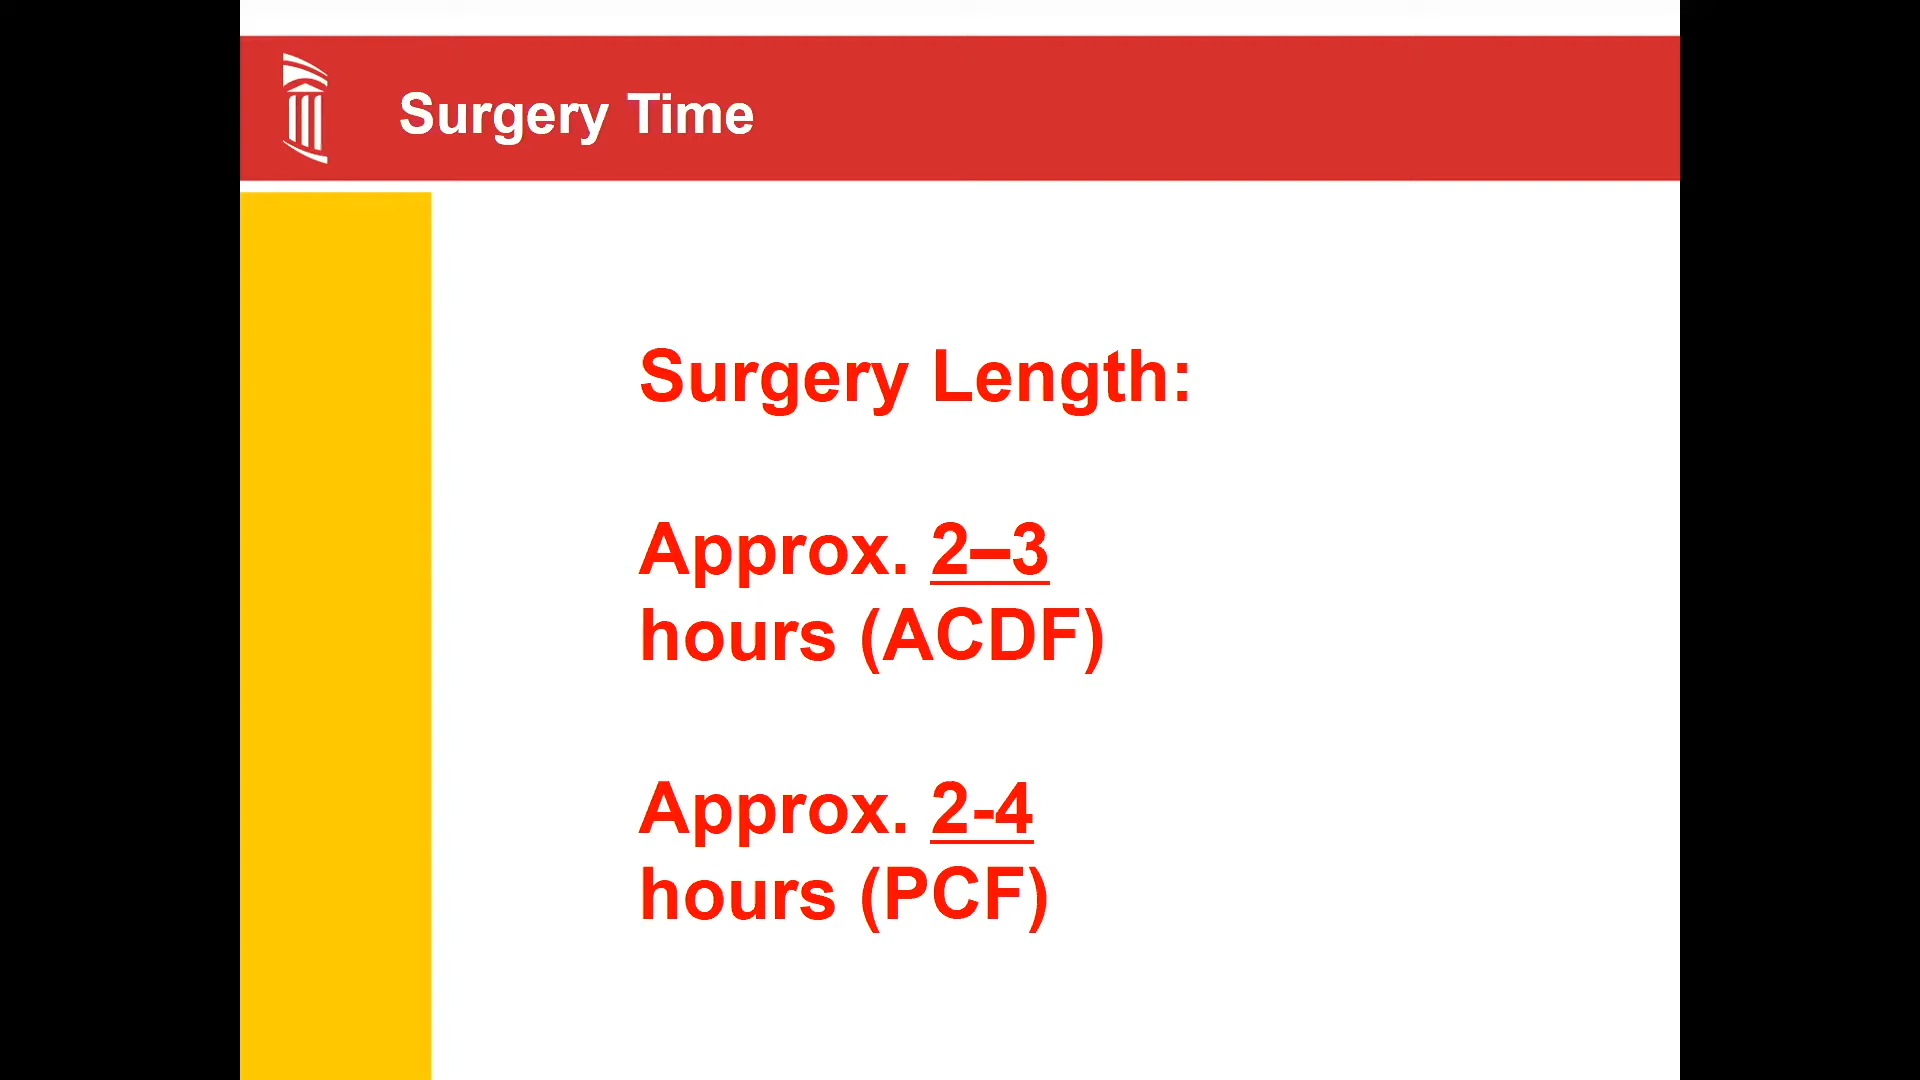 Surgery Time
Surgery Length:
Approx. 2–3
hours (ACDF)
Approx. 2-4
hours (PCF)